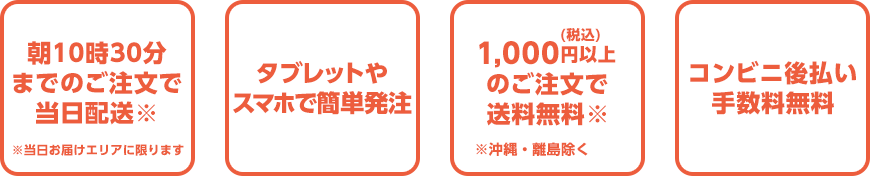 朝10時30分
までのご注文で
当日配送※
※当日お届けエリアに限ります
タブレットや
スマホで簡単発注
(税込)
1,000円以上
のご注文で
送料無料※
※沖縄・離島除く
コンビニ後払い
手数料無料